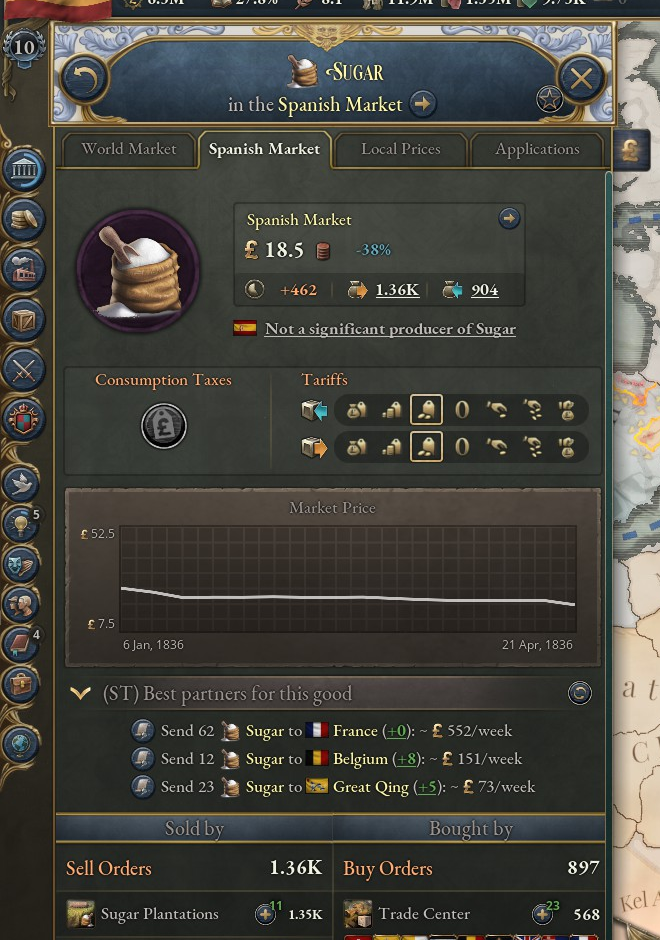 10
SUGAR
in the Spanish Market
World Market
Spanish Market
Local Prices
Applications
£
Spanish Market
£ 18.5 -38%
+462 1.36K 904
Not a significant producer of Sugar
Consumption Taxes
Tariffs
0
0
5
4
Market Price
£ 52.5
£ 7.5
6 Jan, 1836
21 Apr, 1836
(ST) Best partners for this good
Send 62 Sugar to France (+0): ~ £ 552/week
Send 12 Sugar to Belgium (+8): ~ £ 151/week
Send 23 Sugar to Great Qing (+5): ~ £ 73/week
Sold by
Bought by
Sell Orders 1.36K
Buy Orders 897
Sugar Plantations 11 1.35K
Trade Center 23 568